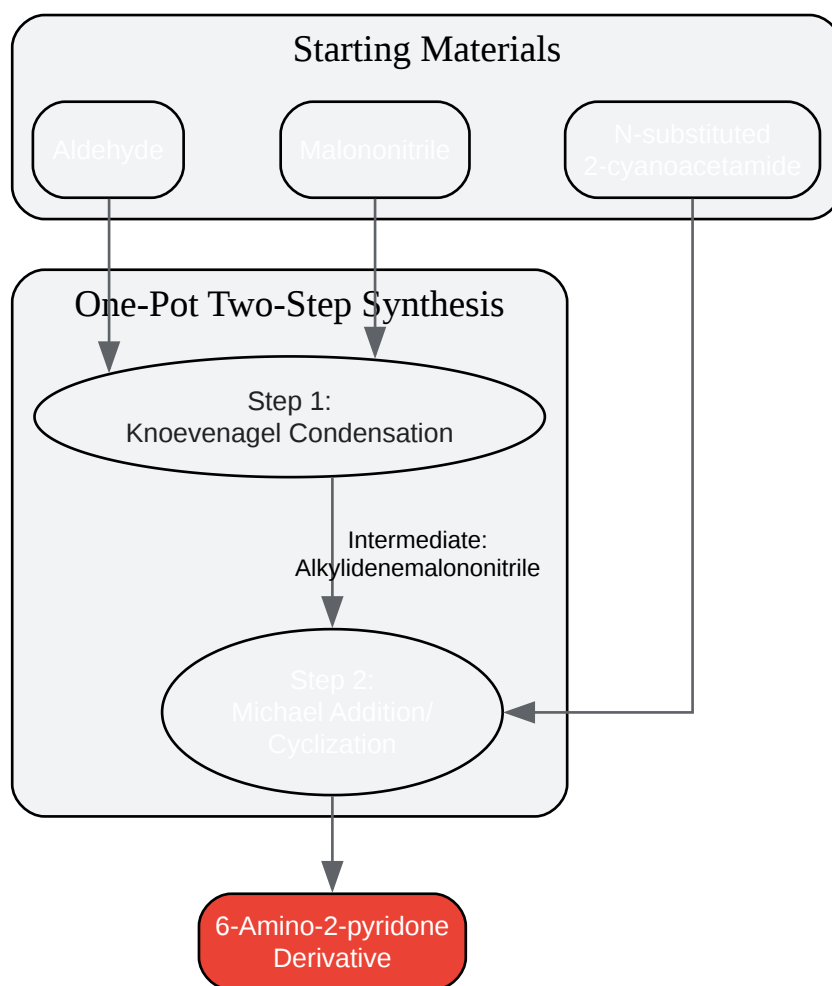 Starting Materials
Aldehyde
Malononitrile
N-substituted
2-cyanoacetamide
One-Pot Two-Step Synthesis
Step 1:
Knoevenagel Condensation
Intermediate:
Alkylidenemalononitrile
Step 2:
Michael Addition/
Cyclization
6-Amino-2-pyridone
Derivative